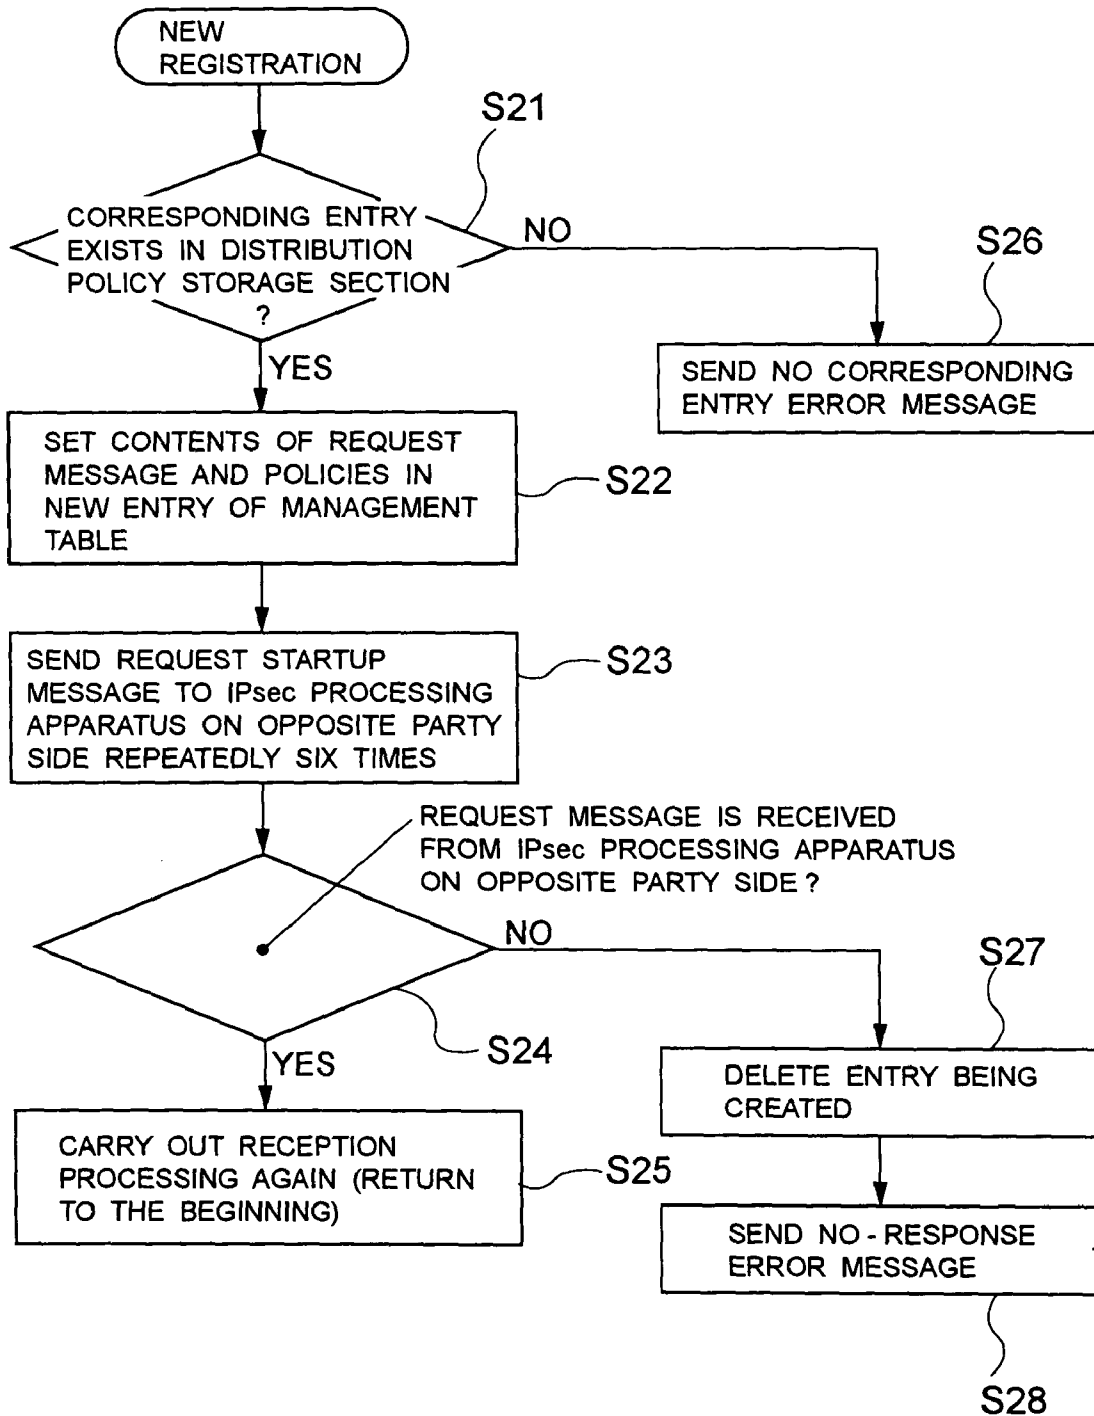 NEW
REGISTRATION
S21
CORRESPONDING ENTRY
EXISTS IN DISTRIBUTION
POLICY STORAGE SECTION
?
NO
S26
YES
SEND NO CORRESPONDING
ENTRY ERROR MESSAGE
SET CONTENTS OF REQUEST
MESSAGE AND POLICIES IN
NEW ENTRY OF MANAGEMENT
TABLE
S22
SEND REQUEST STARTUP
MESSAGE TO IPsec PROCESSING
APPARATUS ON OPPOSITE PARTY
SIDE REPEATEDLY SIX TIMES
S23
REQUEST MESSAGE IS RECEIVED
FROM IPsec PROCESSING APPARATUS
ON OPPOSITE PARTY SIDE ?
NO
S27
S24
YES
DELETE ENTRY BEING
CREATED
CARRY OUT RECEPTION
PROCESSING AGAIN (RETURN
TO THE BEGINNING)
S25
SEND NO - RESPONSE
ERROR MESSAGE
S28